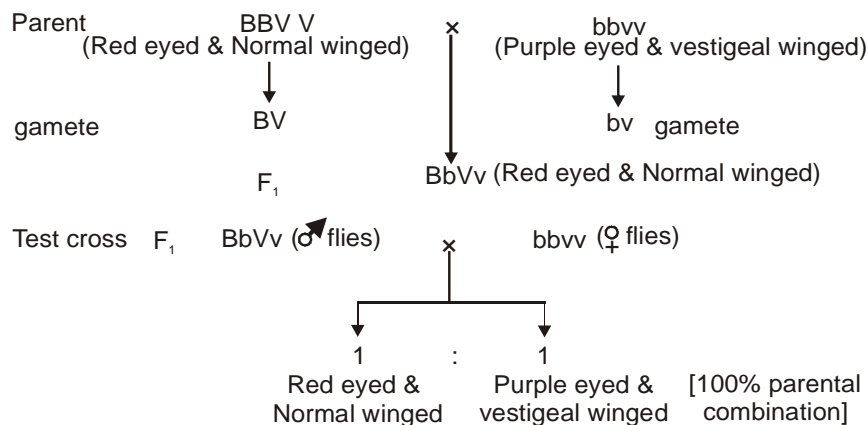 Parent BBV V × bbvv
(Red eyed & Normal winged) (Purple eyed & vestigeal winged)
gamete BV bv gamete
F₁ BbVv (Red eyed & Normal winged)
Test cross F₁ BbVv (♂ flies) × bbvv (♀ flies)
1 : 1
Red eyed & Purple eyed & [100% parental
Normal winged vestigeal winged combination]